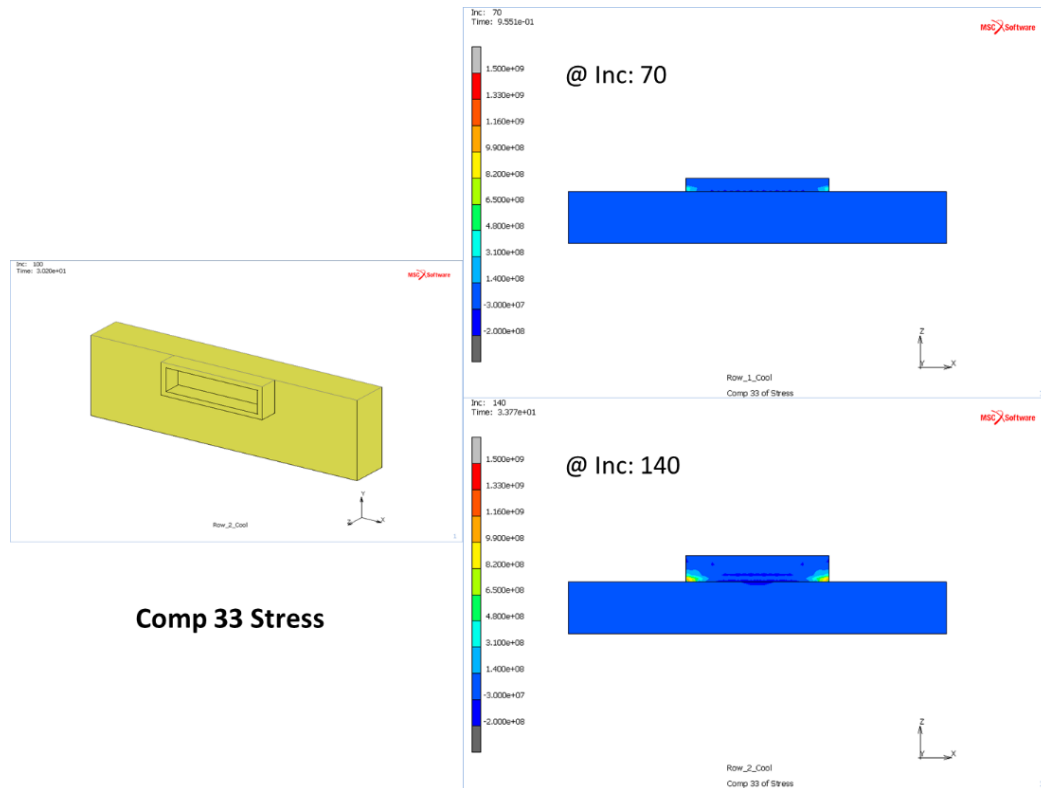 Inc: 70
Time: 9.551e-01
MSC Software
@ Inc: 70
1.500e+09
1.330e+09
1.160e+09
9.900e+08
8.200e+08
6.500e+08
4.800e+08
3.100e+08
1.400e+08
-3.000e+07
-2.000e+08
Z
Y X
Row_1_Cool
Comp 33 of Stress
Inc: 100
Time: 3.020e+01
MSC Software
Y
Z X
Row_2_Cool
1
Comp 33 Stress
Inc: 140
Time: 3.377e+01
MSC Software
@ Inc: 140
1.500e+09
1.330e+09
1.160e+09
9.900e+08
8.200e+08
6.500e+08
4.800e+08
3.100e+08
1.400e+08
-3.000e+07
-2.000e+08
Z
Y X
Row_2_Cool
Comp 33 of Stress